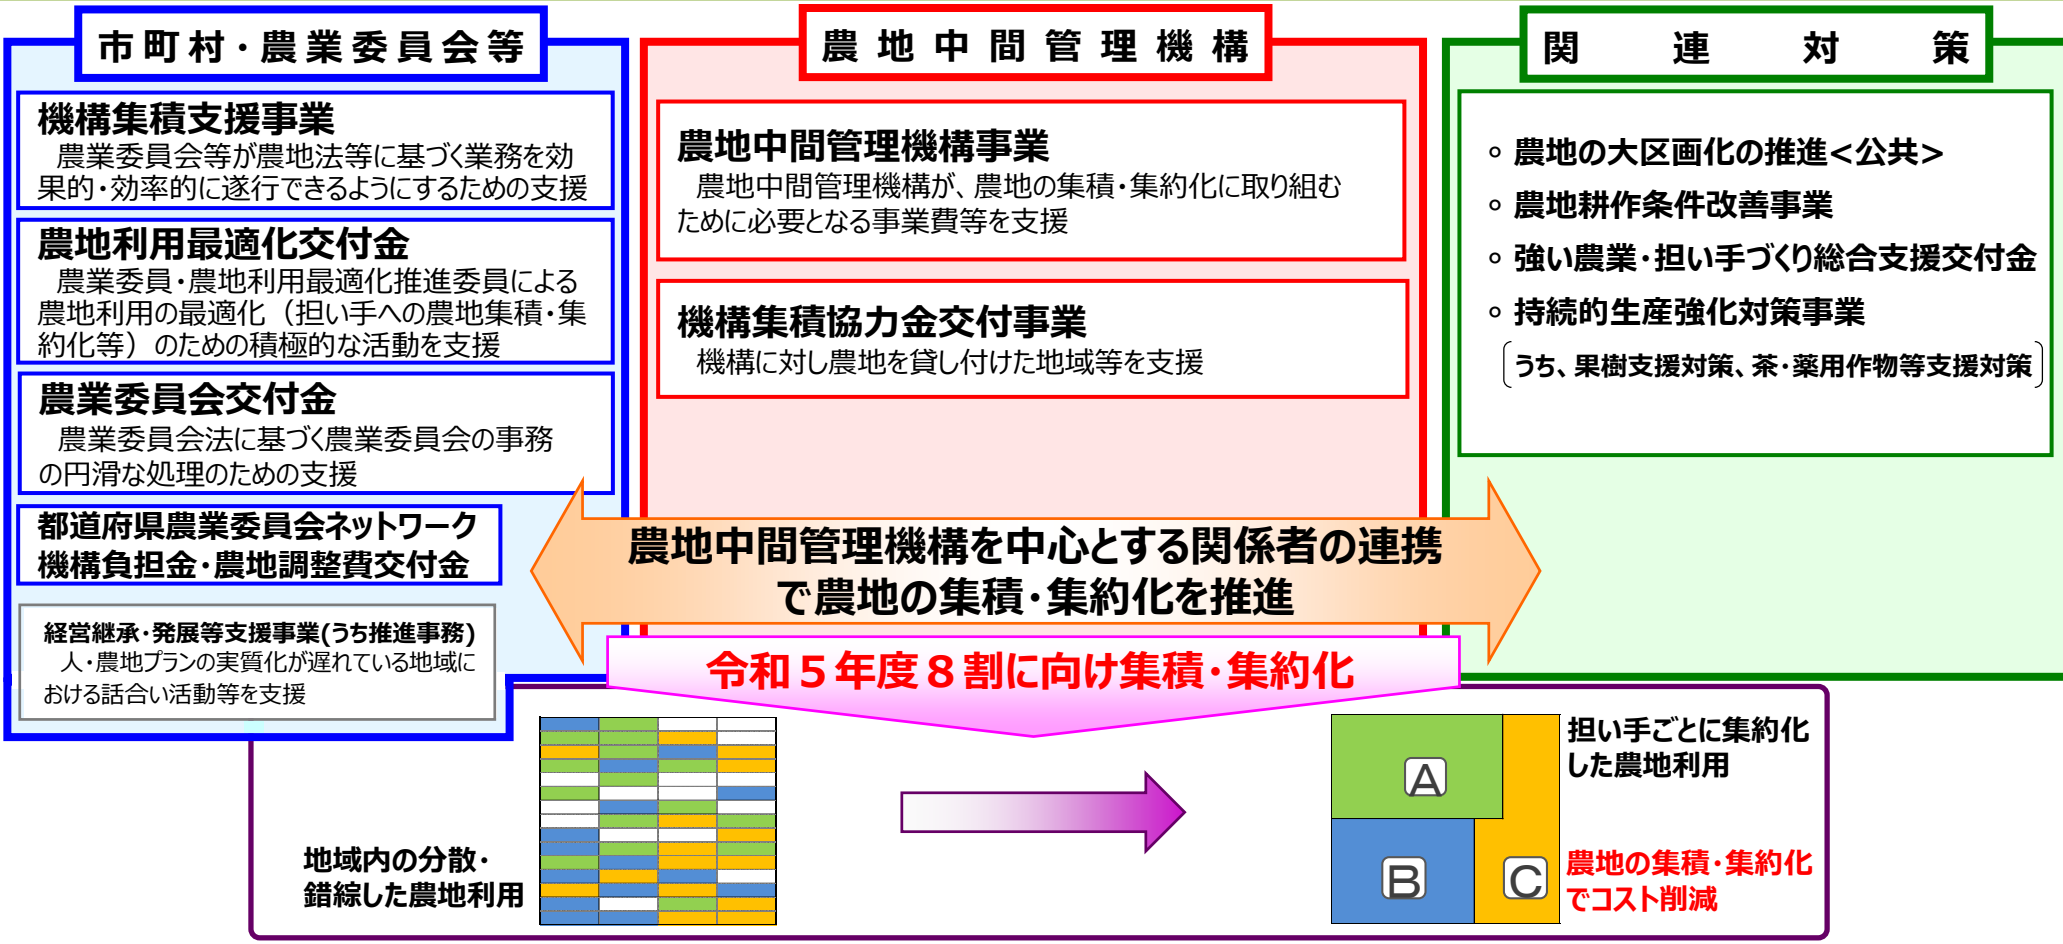 市町村・農業委員会等
機構集積支援事業
農業委員会等が農地法等に基づく業務を効
果的・効率的に遂行できるようにするための支援
農地利用最適化交付金
農業委員・農地利用最適化推進委員による
農地利用の最適化（担い手への農地集積・集
約化等）のための積極的な活動を支援
農業委員会交付金
農業委員会法に基づく農業委員会の事務
の円滑な処理のための支援
都道府県農業委員会ネットワーク
機構負担金・農地調整費交付金
経営継承・発展等支援事業(うち推進事務)
人・農地プランの実質化が遅れている地域に
おける話合い活動等を支援
農地中間管理機構
農地中間管理機構事業
農地中間管理機構が、農地の集積・集約化に取り組む
ために必要となる事業費等を支援
機構集積協力金交付事業
機構に対し農地を貸し付けた地域等を支援
関連対策
◦ 農地の大区画化の推進<公共>
◦ 農地耕作条件改善事業
◦ 強い農業・担い手づくり総合支援交付金
◦ 持続的生産強化対策事業
うち、果樹支援対策、茶・薬用作物等支援対策
農地中間管理機構を中心とする関係者の連携
で農地の集積・集約化を推進
令和５年度８割に向け集積・集約化
地域内の分散・
錯綜した農地利用
A
B
C
担い手ごとに集約化
した農地利用
農地の集積・集約化
でコスト削減